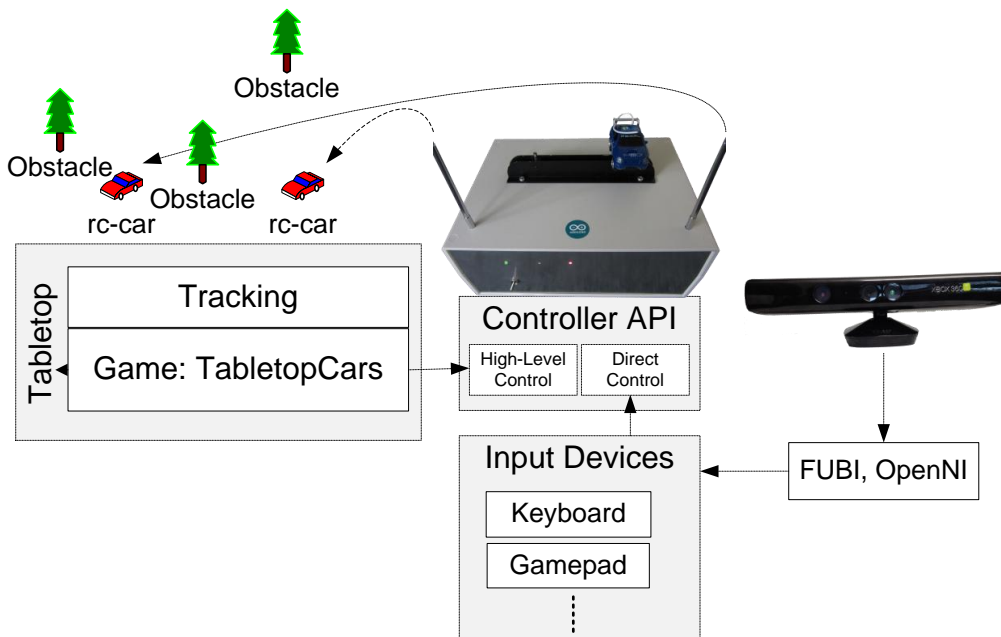 Obstacle
Obstacle
Obstacle
rc-car
rc-car
Tabletop
Tracking
Game: TabletopCars
Controller API
High-Level
Control
Direct
Control
XBOX 360
Input Devices
Keyboard
Gamepad
FUBI, OpenNI